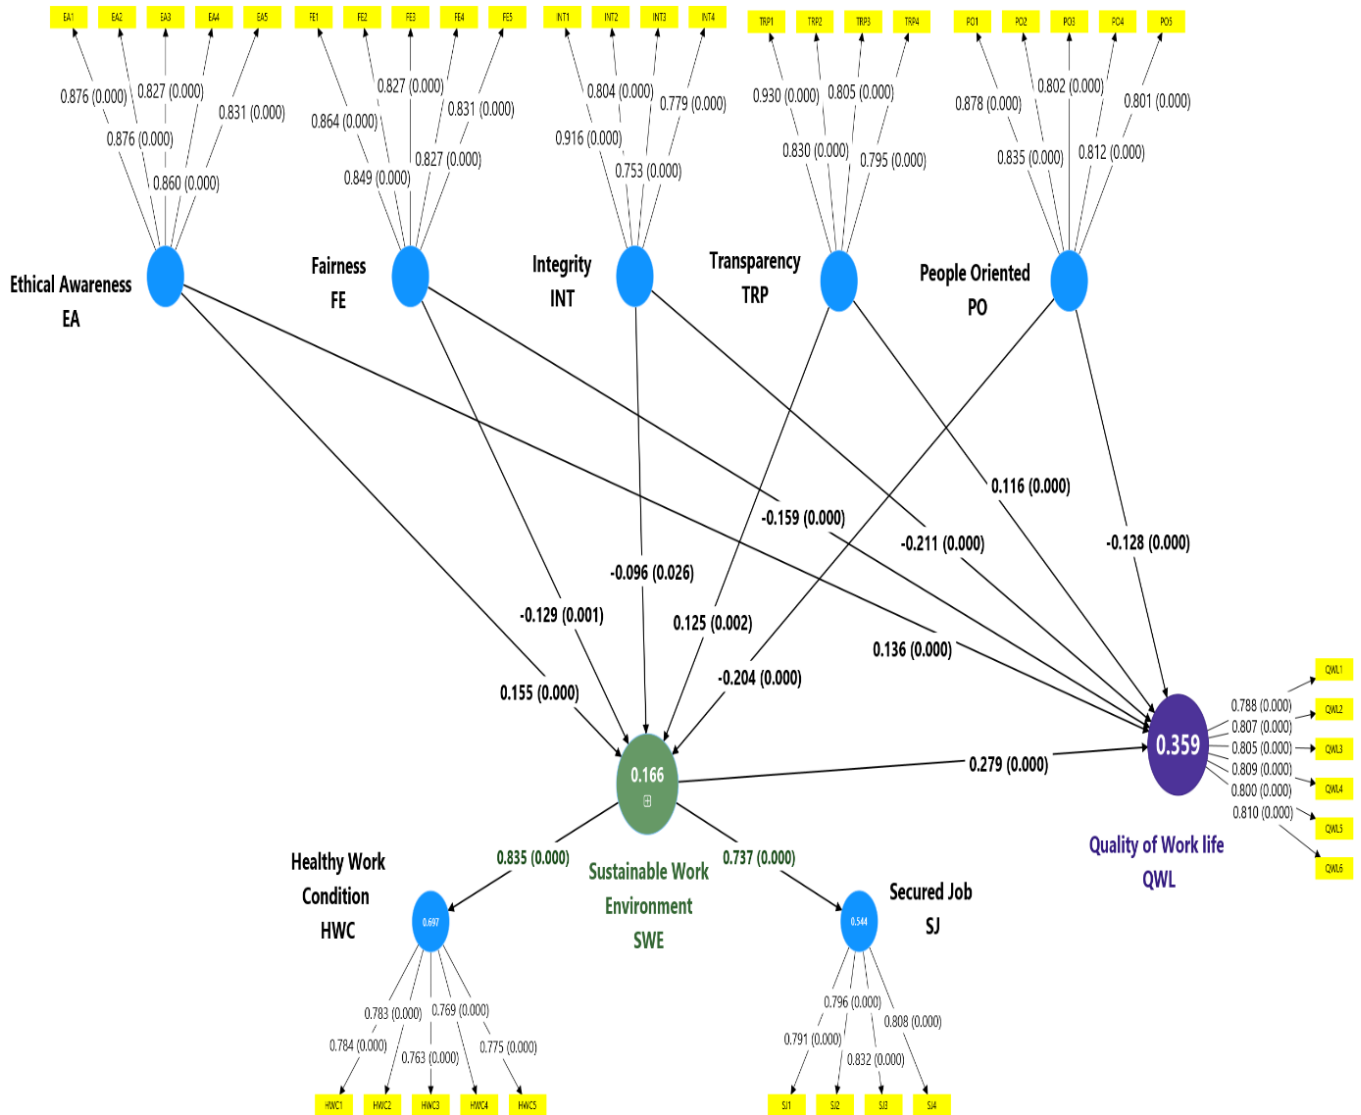 EA1 EA2 EA3 EA4 EA5 FE1 FE2 FE3 FE4 FE5 INT1 INT2 INT3 INT4 TRP1 TRP2 TRP3 TRP4 PO1 PO2 PO3 PO4 PO5
0.876 (0.000) 0.827 (0.000) 0.831 (0.000)
0.876 (0.000)
0.860 (0.000)
0.827 (0.000)
0.864 (0.000) 0.831 (0.000)
0.849 (0.000) 0.827 (0.000)
0.804 (0.000) 0.779 (0.000)
0.916 (0.000)
0.753 (0.000)
0.930 (0.000) 0.805 (0.000)
0.830 (0.000) 0.795 (0.000)
0.802 (0.000)
0.878 (0.000) 0.801 (0.000)
0.835 (0.000) 0.812 (0.000)
Ethical Awareness
EA
Fairness
FE
Integrity
INT
Transparency
TRP
People Oriented
PO
0.116 (0.000)
-0.159 (0.000)
-0.211 (0.000)
-0.128 (0.000)
-0.096 (0.026)
-0.129 (0.001)
0.125 (0.002)
0.136 (0.000)
-0.204 (0.000)
0.155 (0.000)
0.166
0.279 (0.000)
0.359
QWL1
0.788 (0.000)
QWL2
0.807 (0.000)
0.805 (0.000)
QWL3
0.809 (0.000)
QWL4
0.800 (0.000)
0.810 (0.000)
QWL5
QWL6
Quality of Work life
QWL
0.835 (0.000)
0.737 (0.000)
Sustainable Work
Environment
SWE
Healthy Work
Condition
HWC
0.697
Secured Job
SJ
0.544
0.783 (0.000) 0.769 (0.000)
0.784 (0.000) 0.763 (0.000) 0.775 (0.000)
0.796 (0.000)
0.791 (0.000) 0.808 (0.000)
0.832 (0.000)
HWC1 HWC2 HWC3 HWC4 HWC5
SJ1 SJ2 SJ3 SJ4